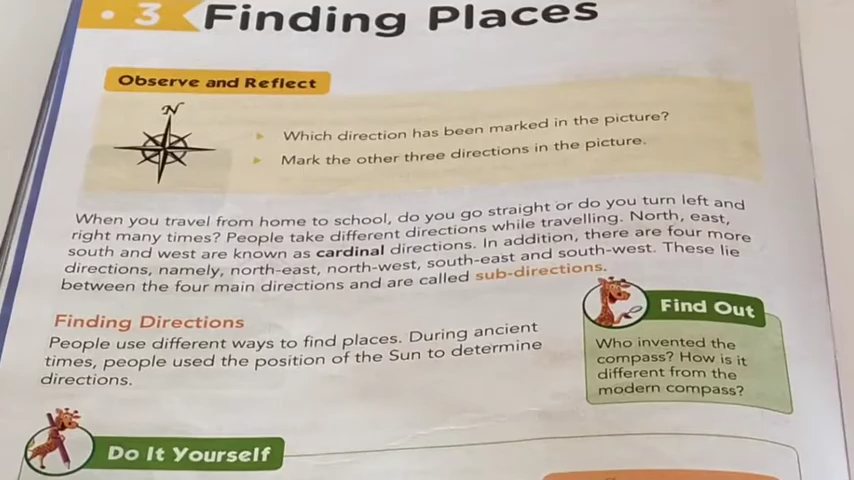 3 Finding Places
Observe and Reflect
N
Which direction has been marked in the picture?
Mark the other three directions in the picture.
When you travel from home to school, do you go straight or do you turn left and
right many times? People take different directions while travelling. North, east,
south and west are known as cardinal directions. In addition, there are four more
directions, namely, north-east, north-west, south-east and south-west. These lie
between the four main directions and are called sub-directions.
Finding Directions
People use different ways to find places. During ancient
times, people used the position of the Sun to determine
directions.
Find Out
Who invented the
compass? How is it
different from the
modern compass?
Do It Yourself